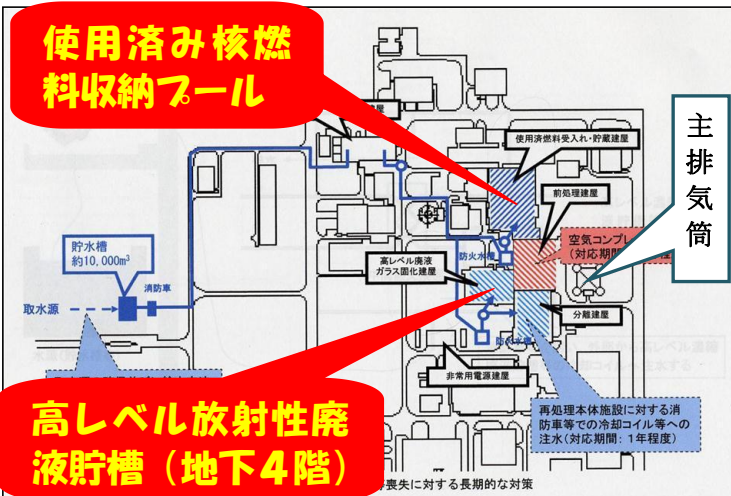 使用済み核燃
料収納プール
屋
使用済燃料受入れ・貯蔵建屋
主排気筒
前処理建屋
空気コンプレ
(対応期間
程
貯水槽
約10,000m³
消防車
取水源
防火水槽
高レベル廃液
ガラス固化建屋
分離建屋
防火水槽
非常用電源建屋
再処理本体施設に対する消
防車等での冷却コイル等への
注水(対応期間：1年程度)
高レベル放射性廃
液貯槽（地下４階）
喪失に対する長期的な対策